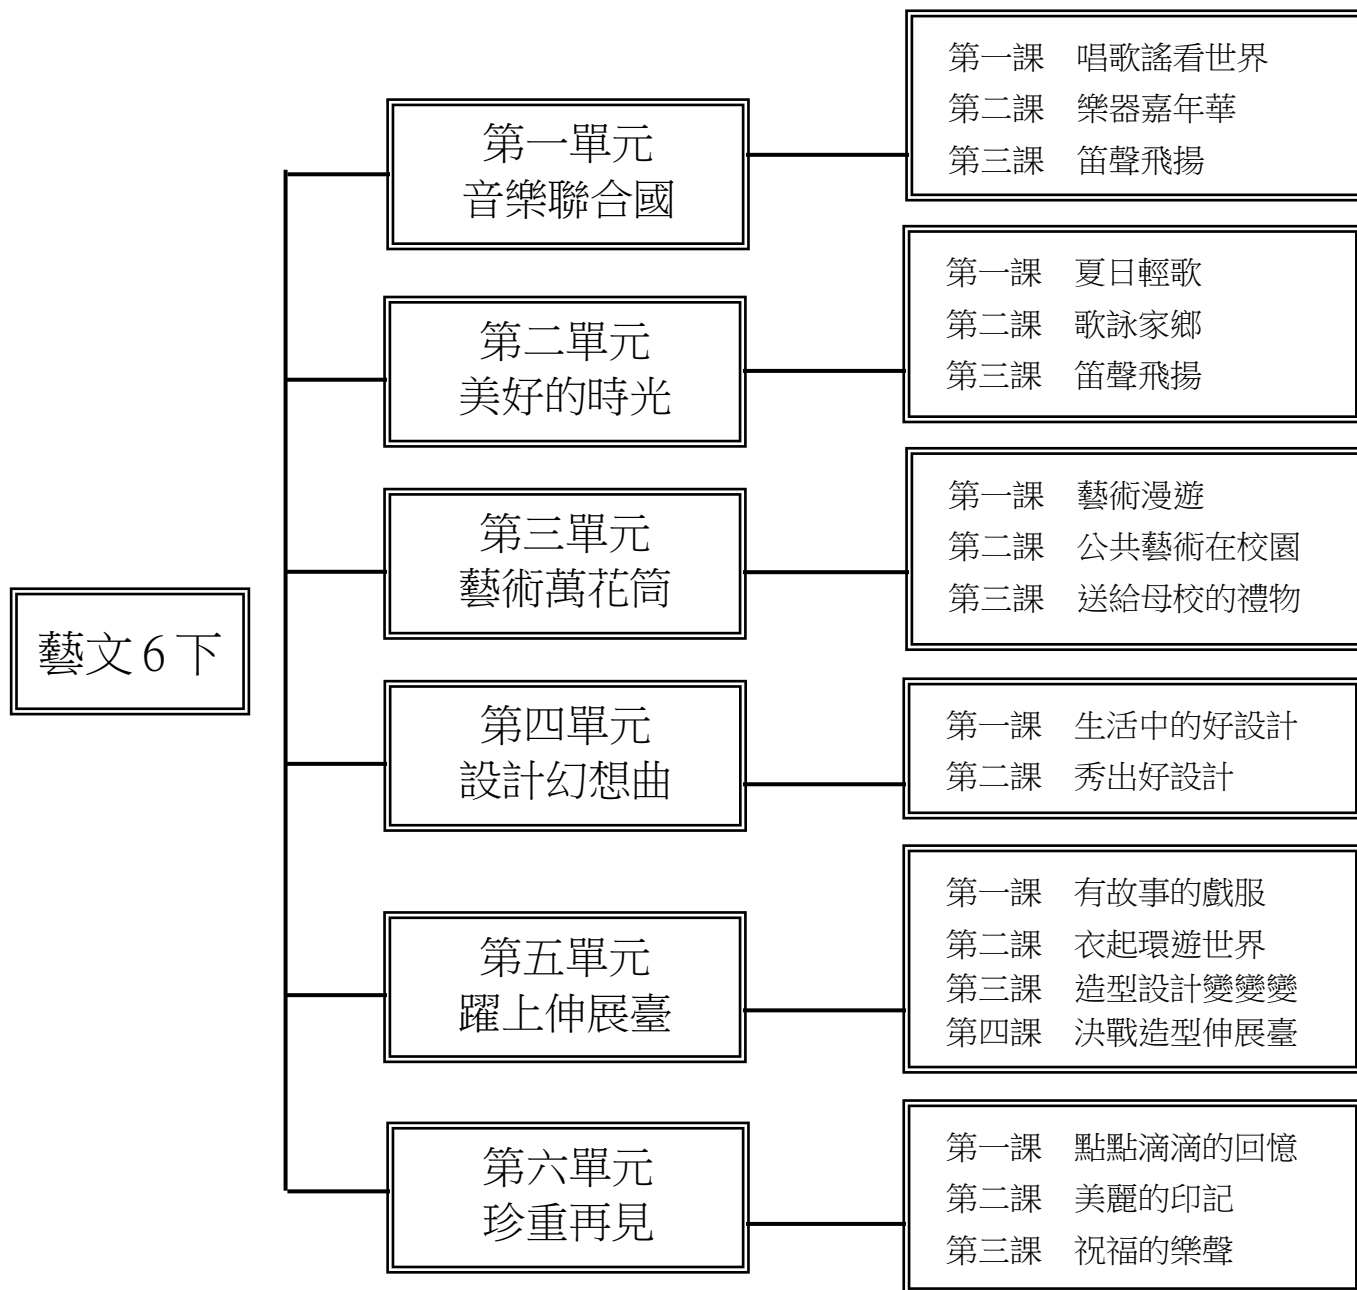 藝文6下
第一單元
音樂聯合國
第一課　唱歌謠看世界
第二課　樂器嘉年華
第三課　笛聲飛揚
第二單元
美好的時光
第一課　夏日輕歌
第二課　歌詠家鄉
第三課　笛聲飛揚
第三單元
藝術萬花筒
第一課　藝術漫遊
第二課　公共藝術在校園
第三課　送給母校的禮物
第四單元
設計幻想曲
第一課　生活中的好設計
第二課　秀出好設計
第五單元
躍上伸展臺
第一課　有故事的戲服
第二課　衣起環遊世界
第三課　造型設計變變變
第四課　決戰造型伸展臺
第六單元
珍重再見
第一課　點點滴滴的回憶
第二課　美麗的印記
第三課　祝福的樂聲